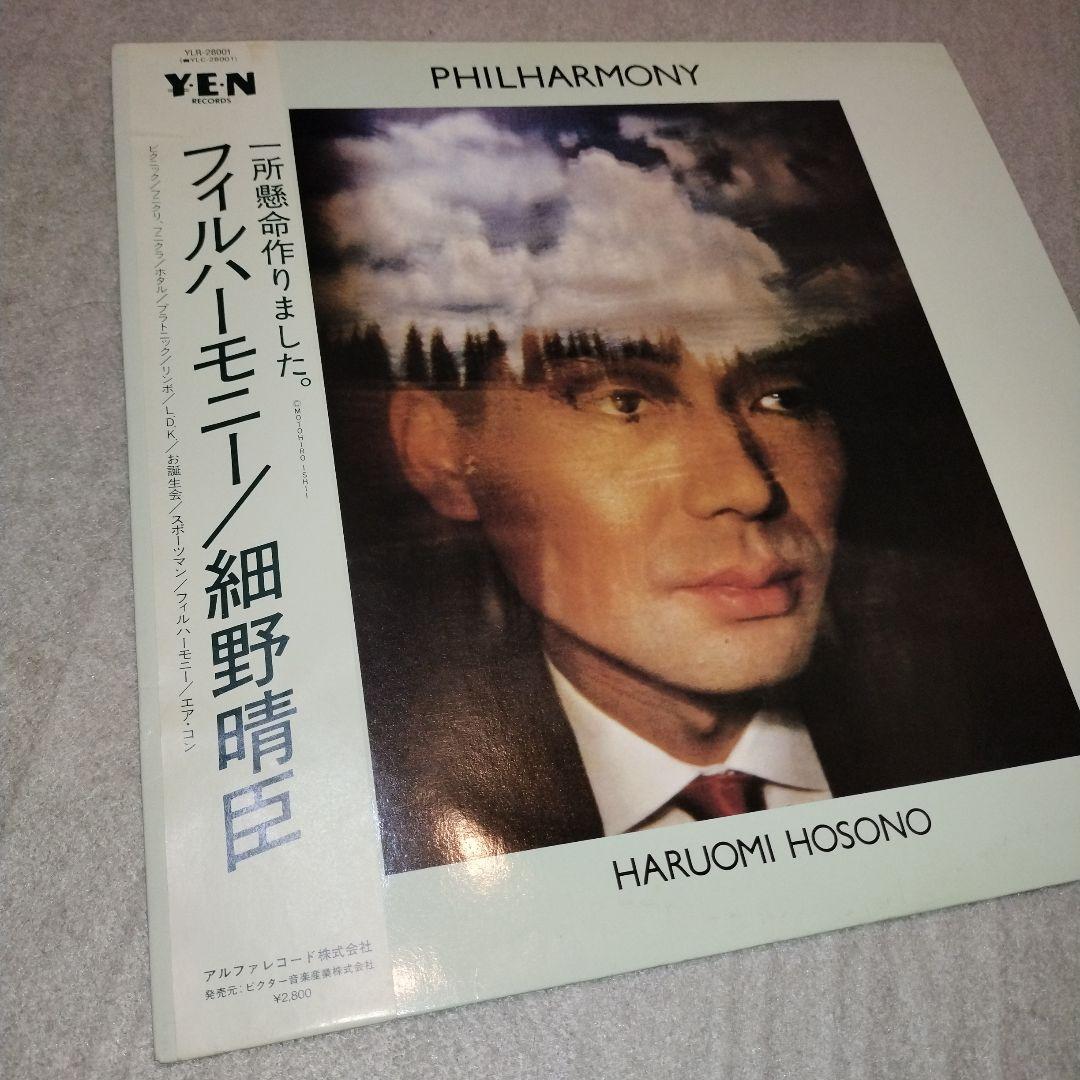 YLR-28001
(📼YLC-28001)
Y·E·N
RECORDS
PHILHARMONY
一所懸命作りました。
©MOTOHIRO ISHII
フィルハーモニー/細野晴臣
ピクニック/フニクリ、フニクラ/ホタル/プラトニック/リンボ/L.D.K./お誕生会/スポーツマン/フィルハーモニー/エア・コン
HARUOMI HOSONO
アルファレコード株式会社
発売元:ビクター音楽産業株式会社
¥2,800